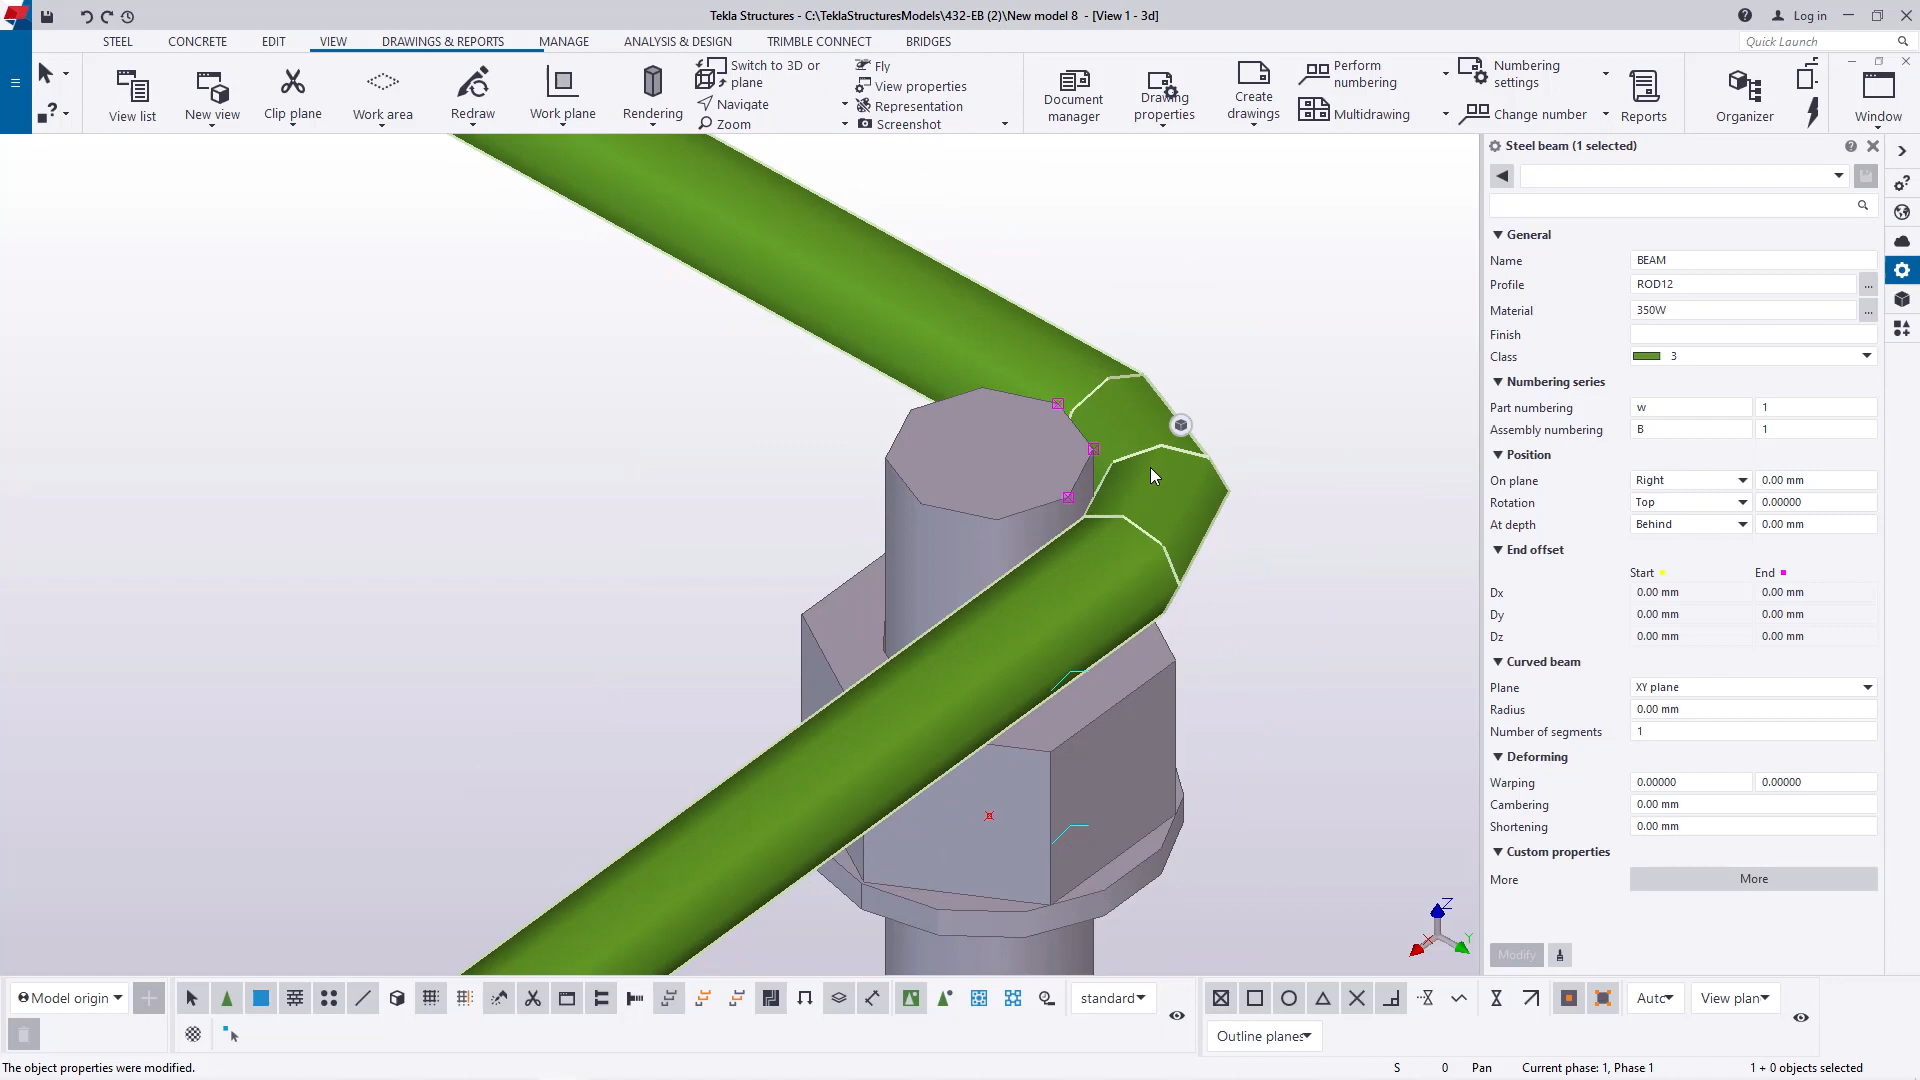 Tekla Structures - C:\TeklaStructuresModels\432-EB (2)\New model 8 - [View 1 - 3d]
Log in
STEEL CONCRETE EDIT VIEW DRAWINGS & REPORTS MANAGE ANALYSIS & DESIGN TRIMBLE CONNECT BRIDGES
Quick Launch
View list
New view
Clip plane
Work area
Redraw
Work plane
Rendering
Switch to 3D or plane
Navigate
Zoom
Fly
View properties
Representation
Screenshot
Document manager
Drawing properties
Create drawings
Perform numbering
Multidrawing
Numbering settings
Change number
Reports
Organizer
Window
Steel beam (1 selected)
General
Name BEAM
Profile ROD12 ...
Material 350W ...
Finish
Class 3
Numbering series
Part numbering w 1
Assembly numbering B 1
Position
On plane Right 0.00 mm
Rotation Top 0.00000
At depth Behind 0.00 mm
End offset
Start End
Dx 0.00 mm 0.00 mm
Dy 0.00 mm 0.00 mm
Dz 0.00 mm 0.00 mm
Curved beam
Plane XY plane
Radius 0.00 mm
Number of segments 1
Deforming
Warping 0.00000 0.00000
Cambering 0.00 mm
Shortening 0.00 mm
Custom properties
More More
Modify
Z
X Y
Model origin
standard
Auto
View plan
Outline planes
The object properties were modified.
S 0 Pan Current phase: 1, Phase 1 1 + 0 objects selected